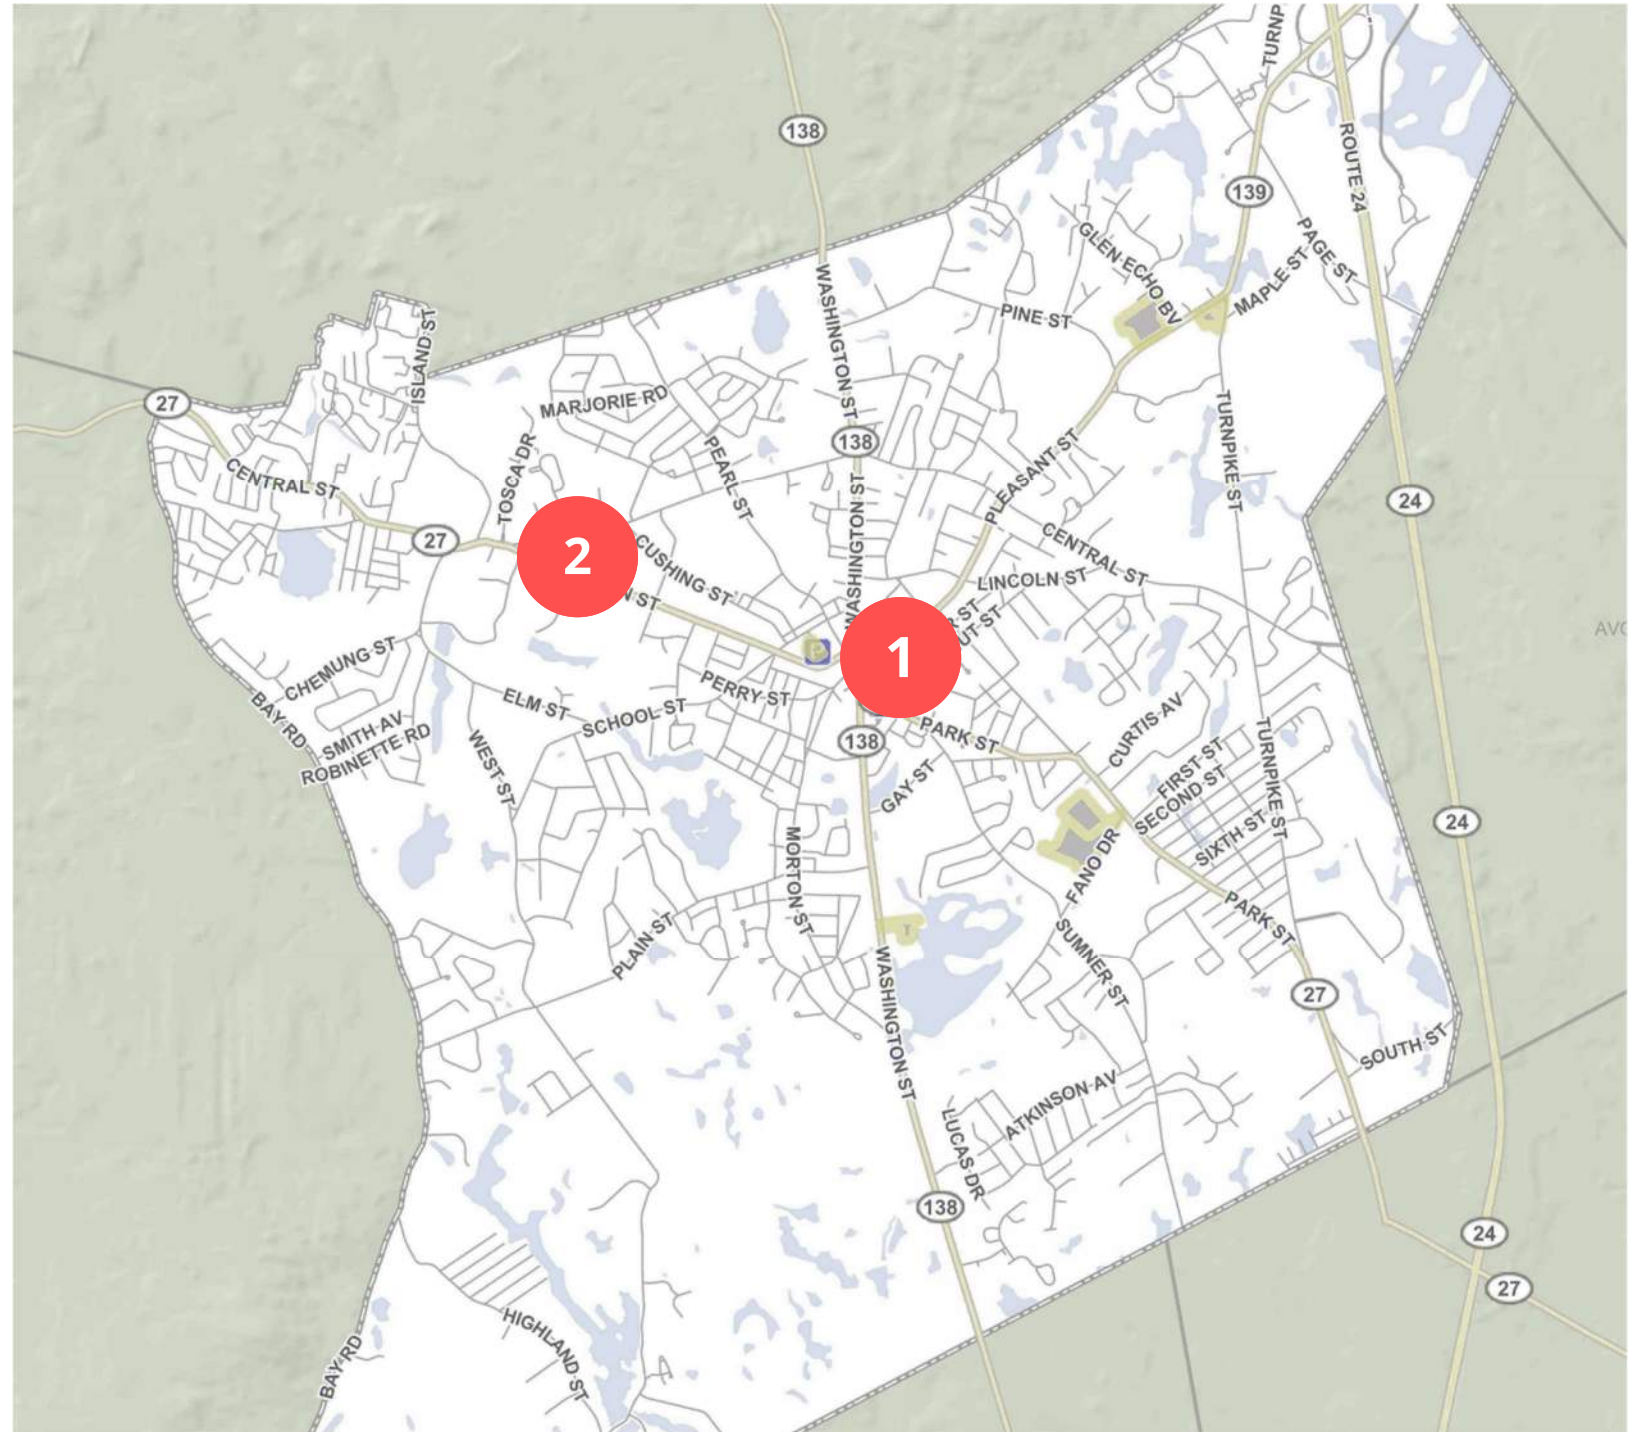 TURNP
138
ROUTE 24
139
GLEN ECHO BV
PAGE ST
MAPLE ST
WASHINGTON ST
PINE ST
ISLAND ST
27
MARJORIE RD
TURNPIKE ST
138
TOSCA DR
PEARL ST
PLEASANT ST
CENTRAL ST
WASHINGTON ST
24
27
2
CUSHING ST
CENTRAL ST
LINCOLN ST
N ST
R ST
UT ST
AVO
1
CHEMUNG ST
PERRY ST
ELM ST
SCHOOL ST
BAY RD
SMITH AV
ROBINETTE RD
WEST ST
138
PARK ST
CURTIS AV
GAY ST
FIRST ST
SECOND ST
TURNPIKE ST
SIXTH ST
24
MORTON ST
FANO DR
PARK ST
PLAIN ST
T
SUMNER ST
WASHINGTON ST
27
SOUTH ST
ATKINSON AV
LUCAS DR
138
24
27
HIGHLAND ST
BAY RD